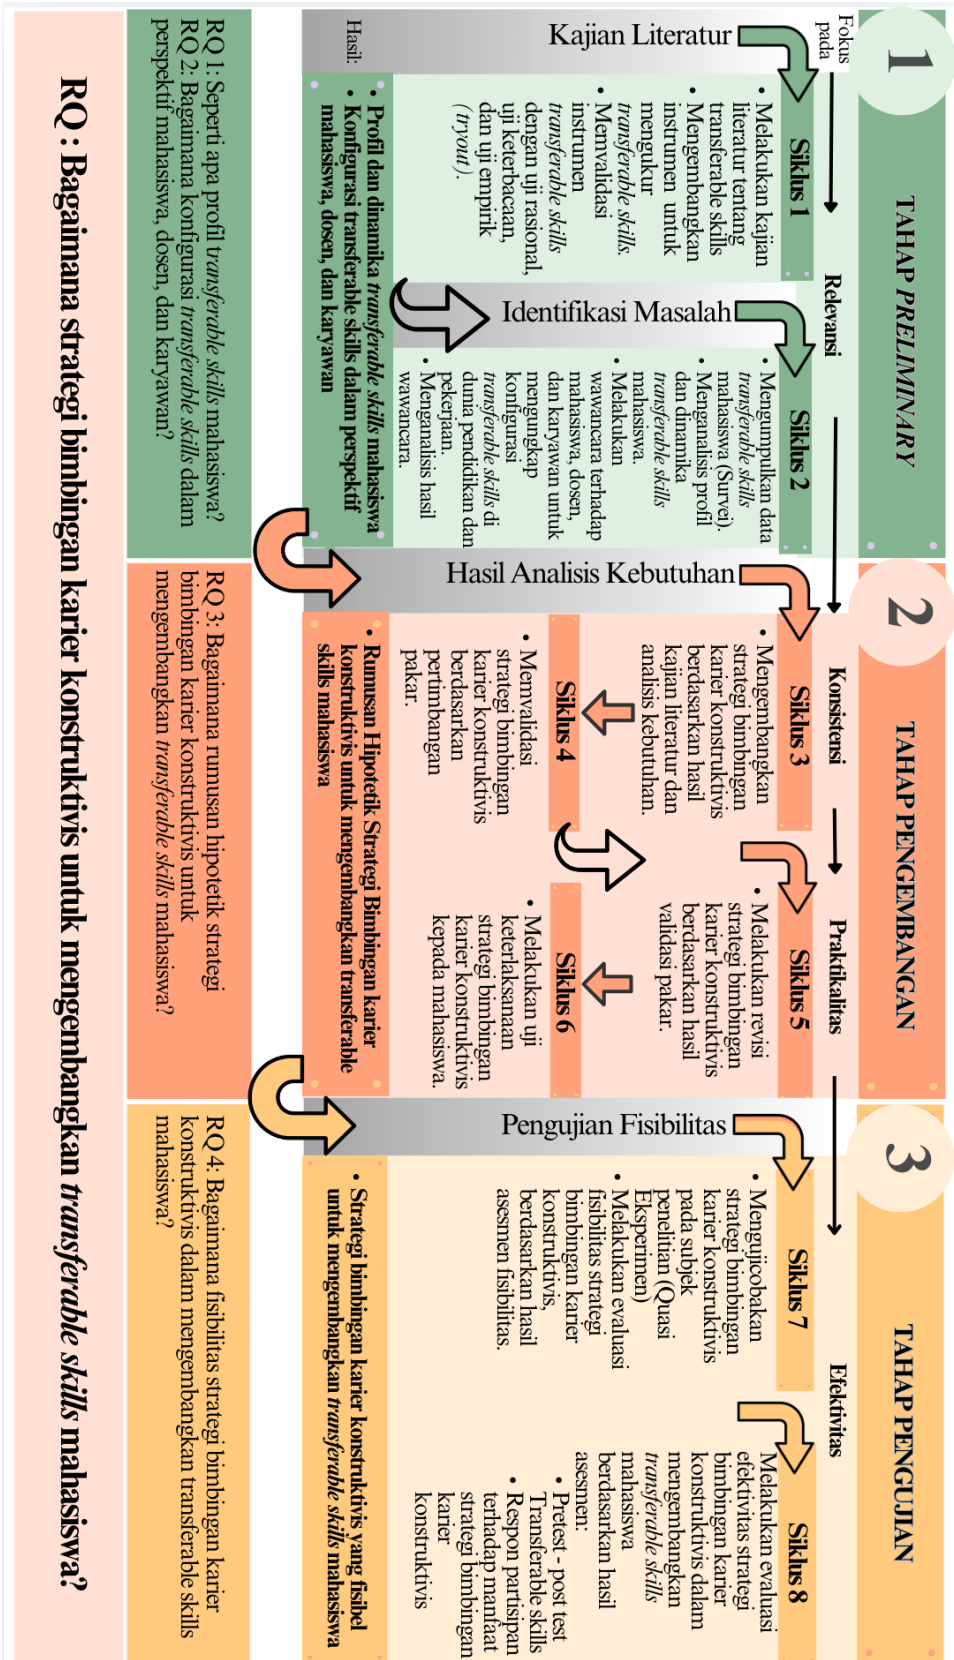 1
TAHAP PRELIMINARY
2
TAHAP PENGEMBANGAN
3
TAHAP PENGUJIAN
Fokus
pada
Relevansi
Konsistensi
Praktikalitas
Efektivitas
Kajian Literatur
Siklus 1
• Melakukan kajian
literatur tentang
transferable skills
• Mengembangkan
instrumen untuk
mengukur
transferable skills.
• Memvalidasi
instrumen
transferable skills
dengan uji rasional,
uji keterbacaan,
dan uji empirik
(tryout).
Identifikasi Masalah
Siklus 2
• Mengumpulkan data
transferable skills
mahasiswa (Survei).
• Menganalisis profil
dan dinamika
transferable skills
mahasiswa.
• Melakukan
wawancara terhadap
mahasiswa, dosen,
dan karyawan untuk
mengungkap
konfigurasi
transferable skills di
dunia pendidikan dan
pekerjaan.
• Menganalisis hasil
wawancara.
Hasil Analisis Kebutuhan
Siklus 3
• Mengembangkan
strategi bimbingan
karier konstruktivis
berdasarkan hasil
kajian literatur dan
analisis kebutuhan.
Siklus 4
• Memvalidasi
strategi bimbingan
karier konstruktivis
berdasarkan
pertimbangan
pakar.
Siklus 5
• Melakukan revisi
strategi bimbingan
karier konstruktivis
berdasarkan hasil
validasi pakar.
Siklus 6
• Melakukan uji
keterlaksanaan
strategi bimbingan
karier konstruktivis
kepada mahasiswa.
Pengujian Fisibilitas
Siklus 7
• Mengujicobakan
strategi bimbingan
karier konstruktivis
pada subjek
penelitian (Quasi
Eksperimen)
• Melakukan evaluasi
fisibilitas strategi
bimbingan karier
konstruktivis,
berdasarkan hasil
asesmen fisibilitas.
Siklus 8
Melakukan evaluasi
efektivitas strategi
bimbingan karier
konstruktivis dalam
mengembangkan
transferable skills
mahasiswa
berdasarkan hasil
asesmen:
• Pretest - post test
Transferable skills
• Respon partisipan
terhadap manfaat
strategi bimbingan
karier
konstruktivis
Hasil:
• Profil dan dinamika transferable skills mahasiswa
• Konfigurasi transferable skills dalam perspektif
mahasiswa, dosen, dan karyawan
• Rumusan Hipotetik Strategi Bimbingan karier
konstruktivis untuk mengembangkan transferable
skills mahasiswa
• Strategi bimbingan karier konstruktivis yang fisibel
untuk mengembangkan transferable skills mahasiswa
RQ 1: Seperti apa profil transferable skills mahasiswa?
RQ 2: Bagaimana konfigurasi transferable skills dalam
perspektif mahasiswa, dosen, dan karyawan?
RQ 3: Bagaimana rumusan hipotetik strategi
bimbingan karier konstruktivis untuk
mengembangkan transferable skills mahasiswa?
RQ 4: Bagaimana fisibilitas strategi bimbingan karier
konstruktivis dalam mengembangkan transferable skills
mahasiswa?
RQ : Bagaimana strategi bimbingan karier konstruktivis untuk mengembangkan transferable skills mahasiswa?